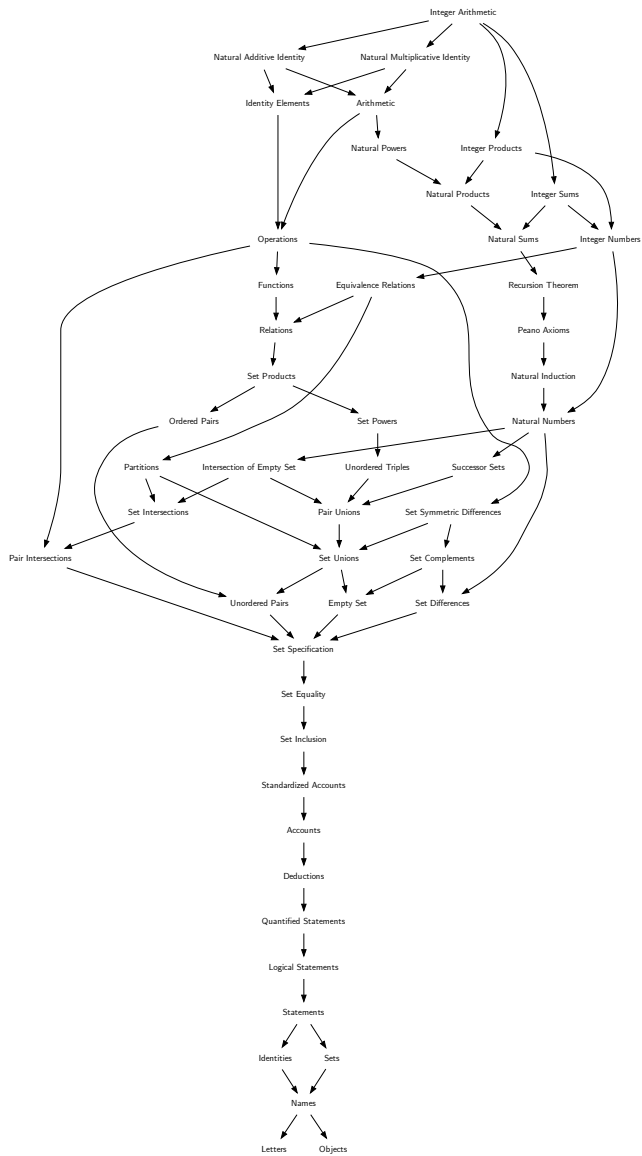 Integer Arithmetic
Natural Additive Identity
Natural Multiplicative Identity
Identity Elements
Arithmetic
Natural Powers
Integer Products
Natural Products
Integer Sums
Operations
Natural Sums
Integer Numbers
Functions
Equivalence Relations
Recursion Theorem
Relations
Peano Axioms
Set Products
Natural Induction
Ordered Pairs
Set Powers
Natural Numbers
Partitions
Intersection of Empty Set
Unordered Triples
Successor Sets
Set Intersections
Pair Unions
Set Symmetric Differences
Pair Intersections
Set Unions
Set Complements
Unordered Pairs
Empty Set
Set Differences
Set Specification
Set Equality
Set Inclusion
Standardized Accounts
Accounts
Deductions
Quantified Statements
Logical Statements
Statements
Identities
Sets
Names
Letters
Objects